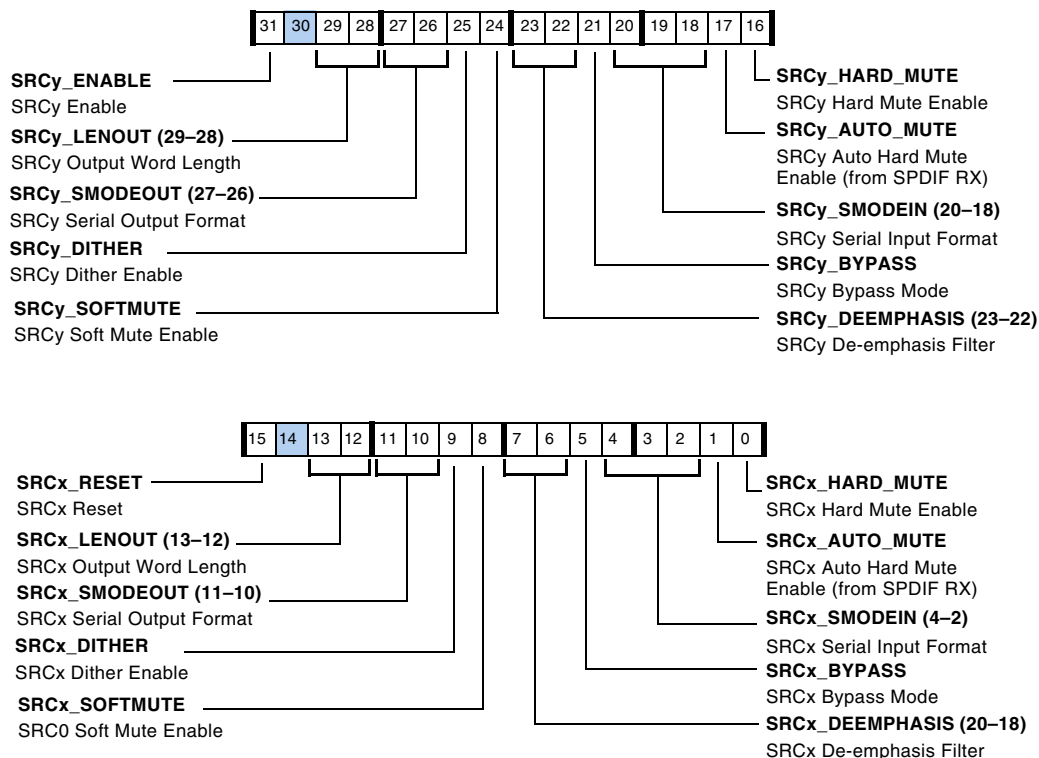 31 30 29 28 27 26 25 24 23 22 21 20 19 18 17 16
SRCy_ENABLE
SRCy Enable
SRCy_LENOUT (29–28)
SRCy Output Word Length
SRCy_SMODEOUT (27–26)
SRCy Serial Output Format
SRCy_DITHER
SRCy Dither Enable
SRCy_SOFTMUTE
SRCy Soft Mute Enable
SRCy_HARD_MUTE
SRCy Hard Mute Enable
SRCy_AUTO_MUTE
SRCy Auto Hard Mute
Enable (from SPDIF RX)
SRCy_SMODEIN (20–18)
SRCy Serial Input Format
SRCy_BYPASS
SRCy Bypass Mode
SRCy_DEEMPHASIS (23–22)
SRCy De-emphasis Filter
15 14 13 12 11 10 9 8 7 6 5 4 3 2 1 0
SRCx_RESET
SRCx Reset
SRCx_LENOUT (13–12)
SRCx Output Word Length
SRCx_SMODEOUT (11–10)
SRCx Serial Output Format
SRCx_DITHER
SRCx Dither Enable
SRCx_SOFTMUTE
SRC0 Soft Mute Enable
SRCx_HARD_MUTE
SRCx Hard Mute Enable
SRCx_AUTO_MUTE
SRCx Auto Hard Mute
Enable (from SPDIF RX)
SRCx_SMODEIN (4–2)
SRCx Serial Input Format
SRCx_BYPASS
SRCx Bypass Mode
SRCx_DEEMPHASIS (20–18)
SRCx De-emphasis Filter